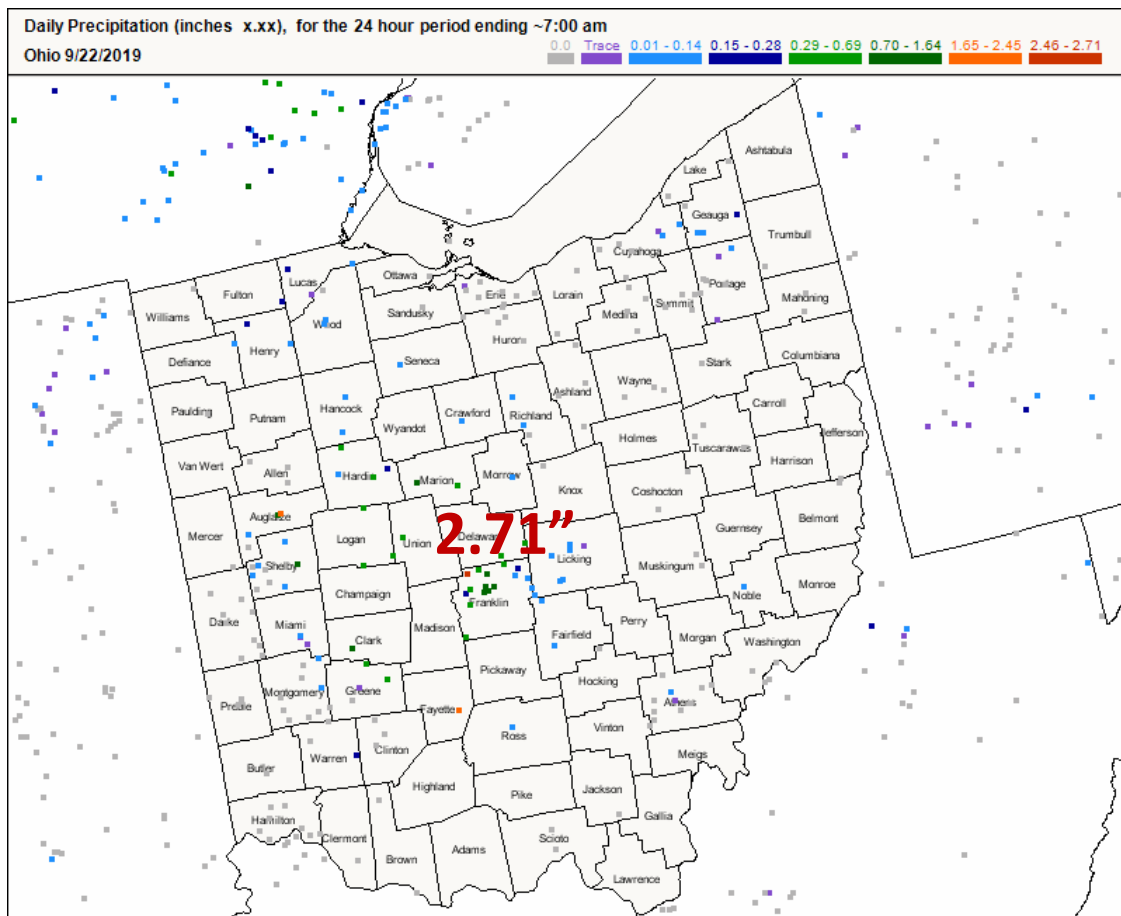 Daily Precipitation (inches x.xx), for the 24 hour period ending ~7:00 am
Ohio 9/22/2019
0.0 Trace 0.01 - 0.14 0.15 - 0.28 0.29 - 0.69 0.70 - 1.64 1.65 - 2.45 2.46 - 2.71
Ashtabula
Lake
Geauga
Trumbull
Cuyahoga
Ottawa
Lucas
Fulton
Erie
Lorain
Portage
Mahoning
Williams
Wood
Sandusky
Medina
Summit
Huron
Henry
Defiance
Seneca
Stark
Columbiana
Ashland
Wayne
Paulding
Putnam
Hancock
Crawford
Richland
Carroll
Wyandot
Holmes
Tuscarawas
Jefferson
Van Wert
Allen
Hardin
Marion
Morrow
Harrison
Knox
Coshocton
Auglaize
Mercer
Logan
Union
Delaware
2.71”
Guernsey
Belmont
Shelby
Licking
Muskingum
Champaign
Franklin
Noble
Monroe
Darke
Miami
Madison
Clark
Fairfield
Perry
Morgan
Washington
Pickaway
Preble
Montgomery
Greene
Hocking
Fayette
Athens
Ross
Vinton
Butler
Warren
Clinton
Meigs
Highland
Pike
Jackson
Hamilton
Gallia
Clermont
Brown
Adams
Scioto
Lawrence